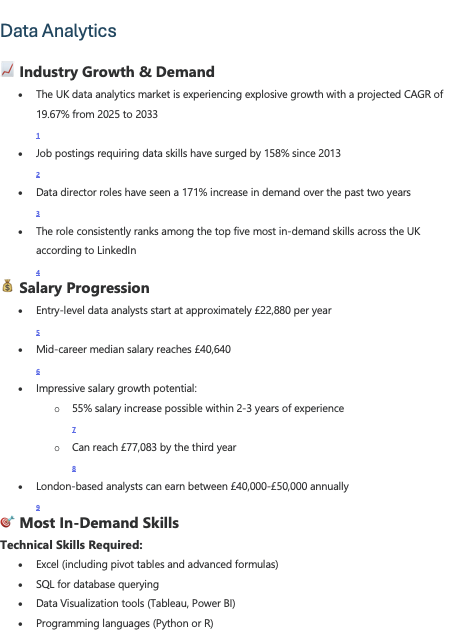 Data Analytics
📈 Industry Growth & Demand
• The UK data analytics market is experiencing explosive growth with a projected CAGR of
19.67% from 2025 to 2033
1
• Job postings requiring data skills have surged by 158% since 2013
2
• Data director roles have seen a 171% increase in demand over the past two years
3
• The role consistently ranks among the top five most in-demand skills across the UK
according to LinkedIn
4
💰 Salary Progression
• Entry-level data analysts start at approximately £22,880 per year
5
• Mid-career median salary reaches £40,640
6
• Impressive salary growth potential:
o 55% salary increase possible within 2-3 years of experience
7
o Can reach £77,083 by the third year
8
• London-based analysts can earn between £40,000-£50,000 annually
9
🎯 Most In-Demand Skills
Technical Skills Required:
• Excel (including pivot tables and advanced formulas)
• SQL for database querying
• Data Visualization tools (Tableau, Power BI)
• Programming languages (Python or R)